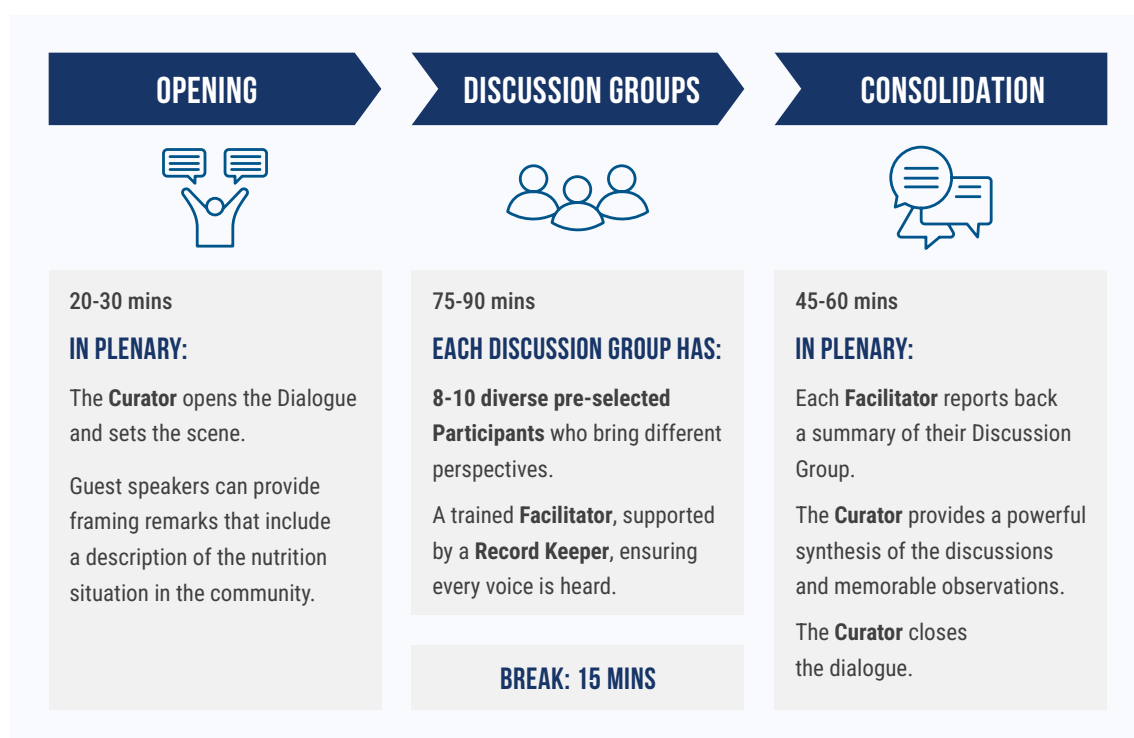 OPENING
20-30 mins
IN PLENARY:
The Curator opens the Dialogue
and sets the scene.
Guest speakers can provide
framing remarks that include
a description of the nutrition
situation in the community.
DISCUSSION GROUPS
75-90 mins
EACH DISCUSSION GROUP HAS:
8-10 diverse pre-selected
Participants who bring different
perspectives.
A trained Facilitator, supported
by a Record Keeper, ensuring
every voice is heard.
BREAK: 15 MINS
CONSOLIDATION
45-60 mins
IN PLENARY:
Each Facilitator reports back
a summary of their Discussion
Group.
The Curator provides a powerful
synthesis of the discussions
and memorable observations.
The Curator closes
the dialogue.